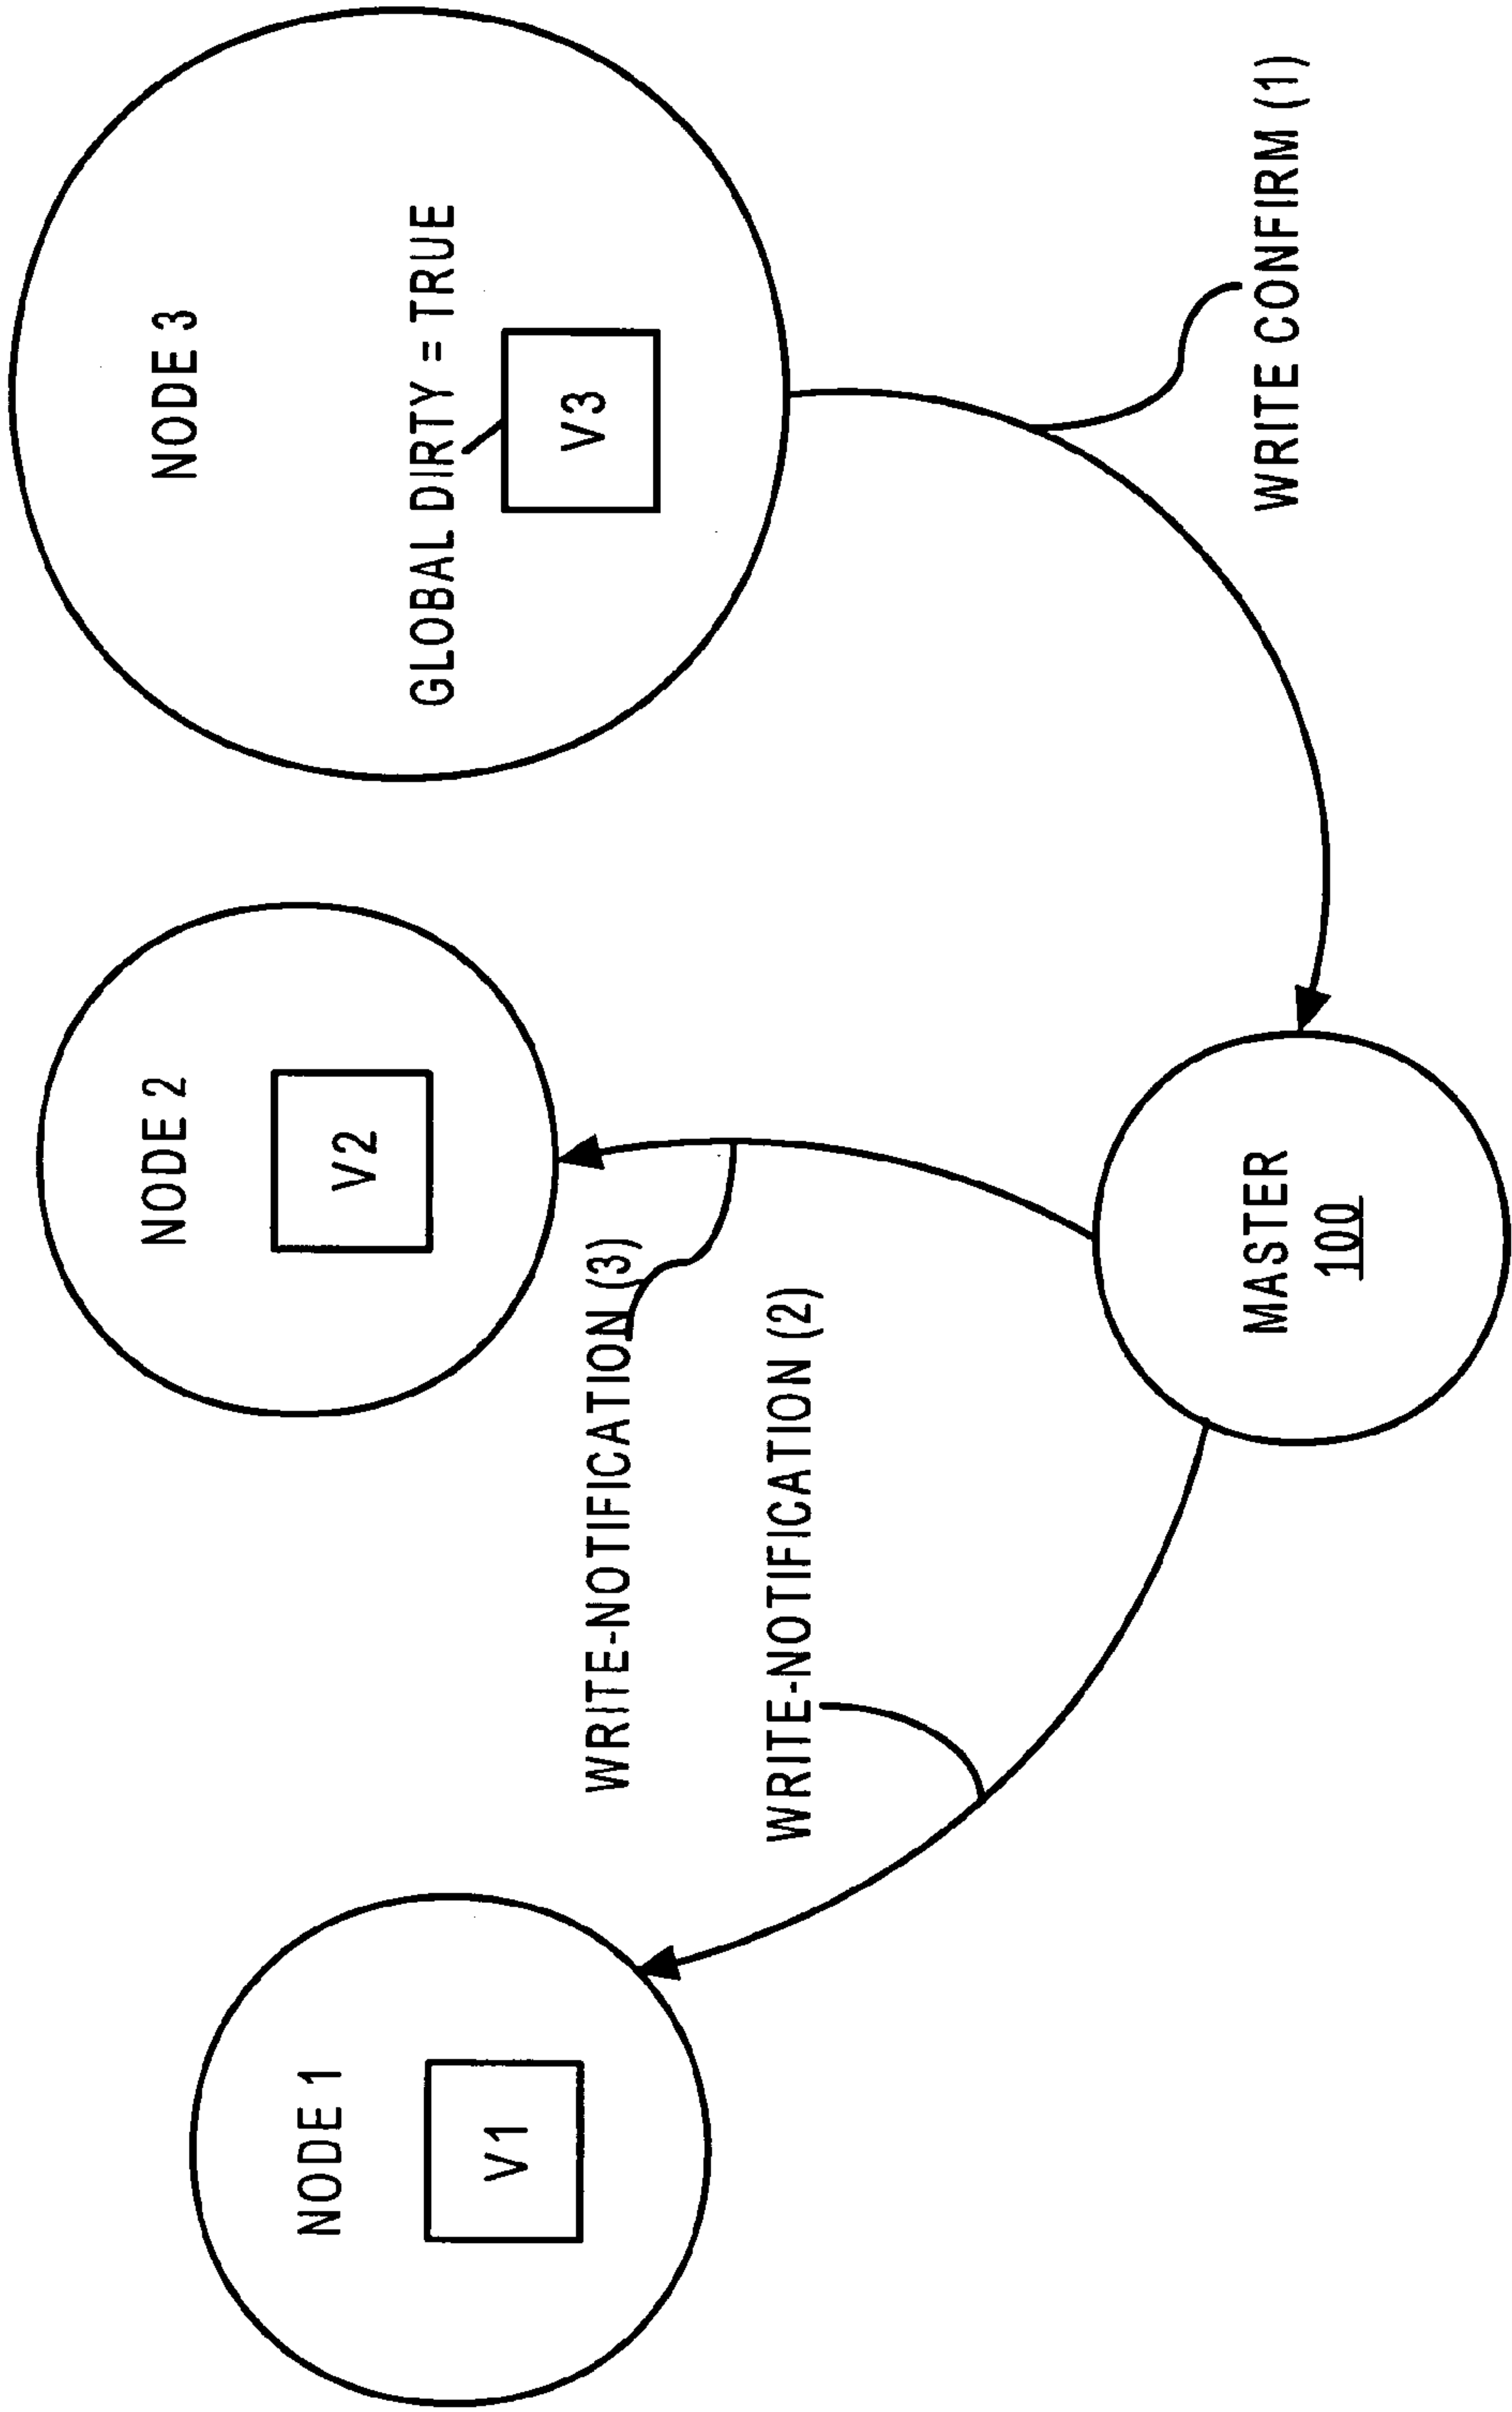 NODE 1
V1
NODE 2
V2
NODE 3
GLOBAL DIRTY = TRUE
V3
WRITE-NOTIFICATION (3)
WRITE-NOTIFICATION (2)
MASTER
100
WRITE CONFIRM (1)